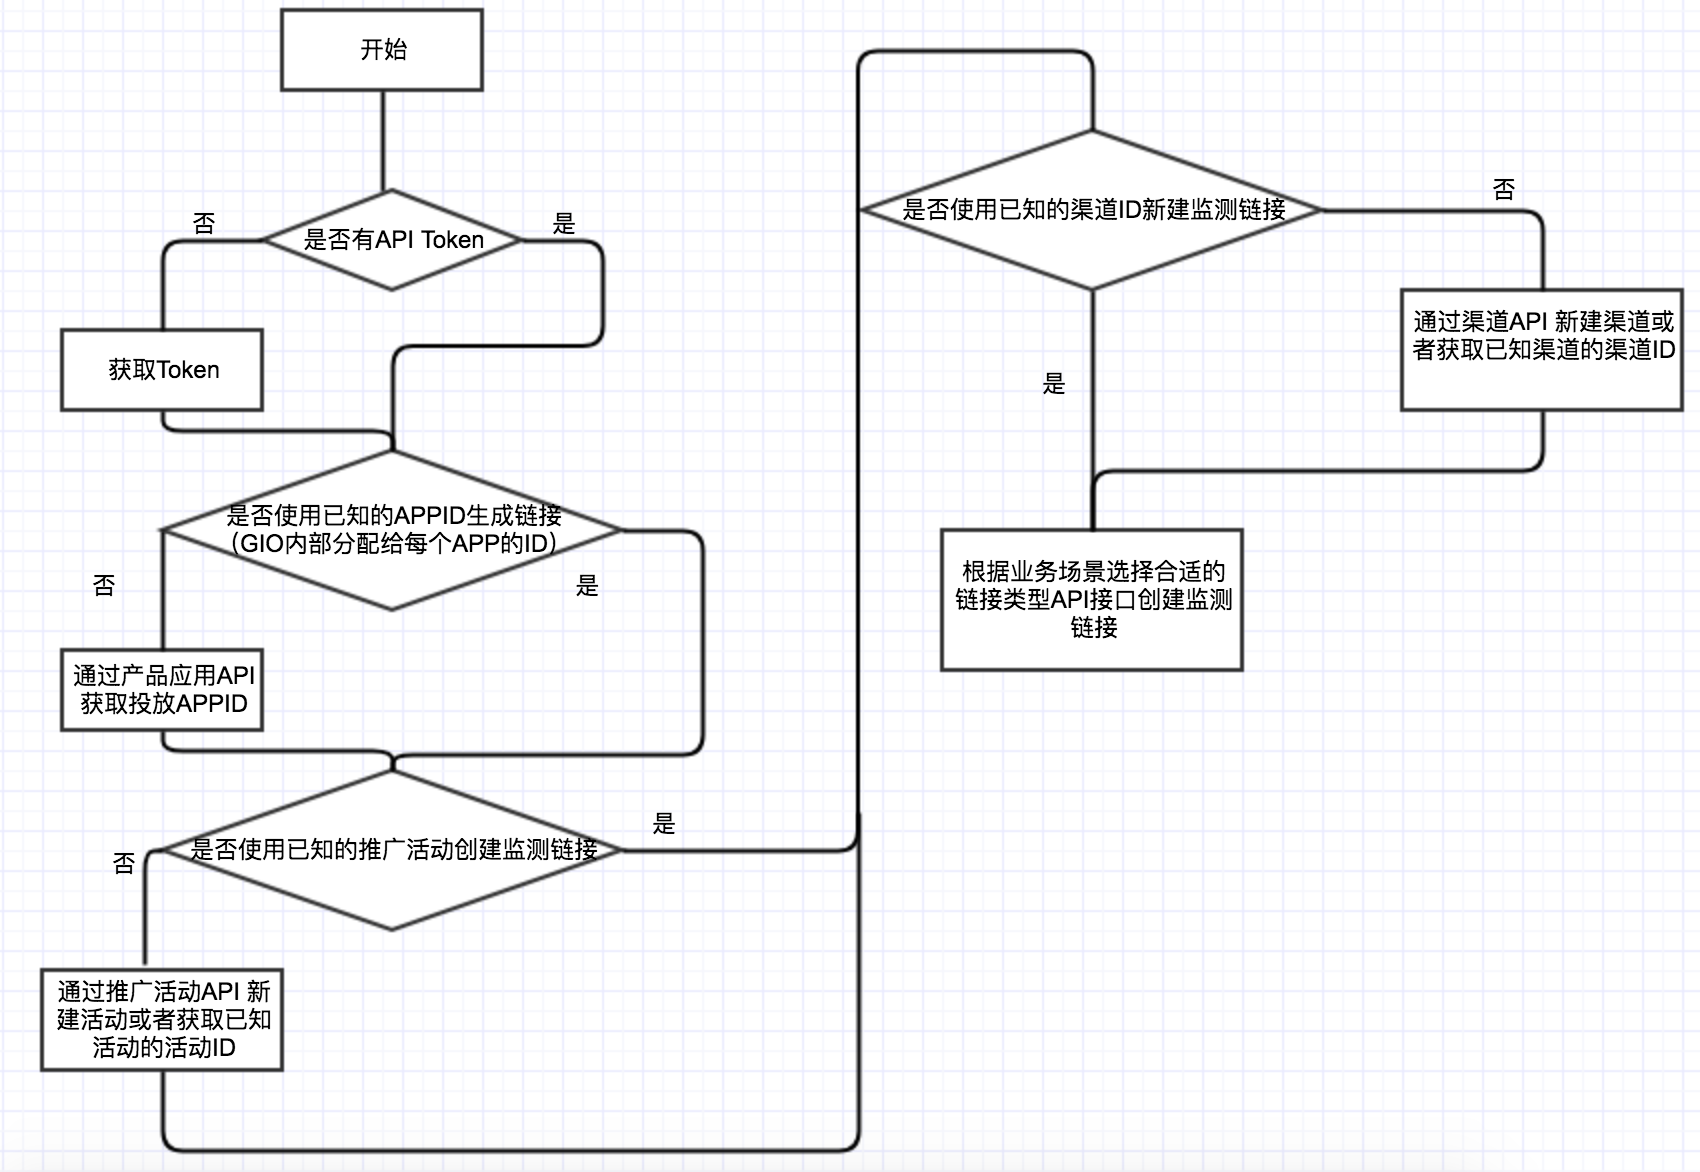 开始
否
是否有API Token
是
获取Token
是否使用已知的APPID生成链接
（GIO内部分配给每个APP的ID）
否
是
通过产品应用API
获取投放APPID
是
是否使用已知的推广活动创建监测链接
否
通过推广活动API 新
建活动或者获取已知
活动的活动ID
是否使用已知的渠道ID新建监测链接
否
通过渠道API 新建渠道或
者获取已知渠道的渠道ID
是
根据业务场景选择合适的
链接类型API接口创建监测
链接